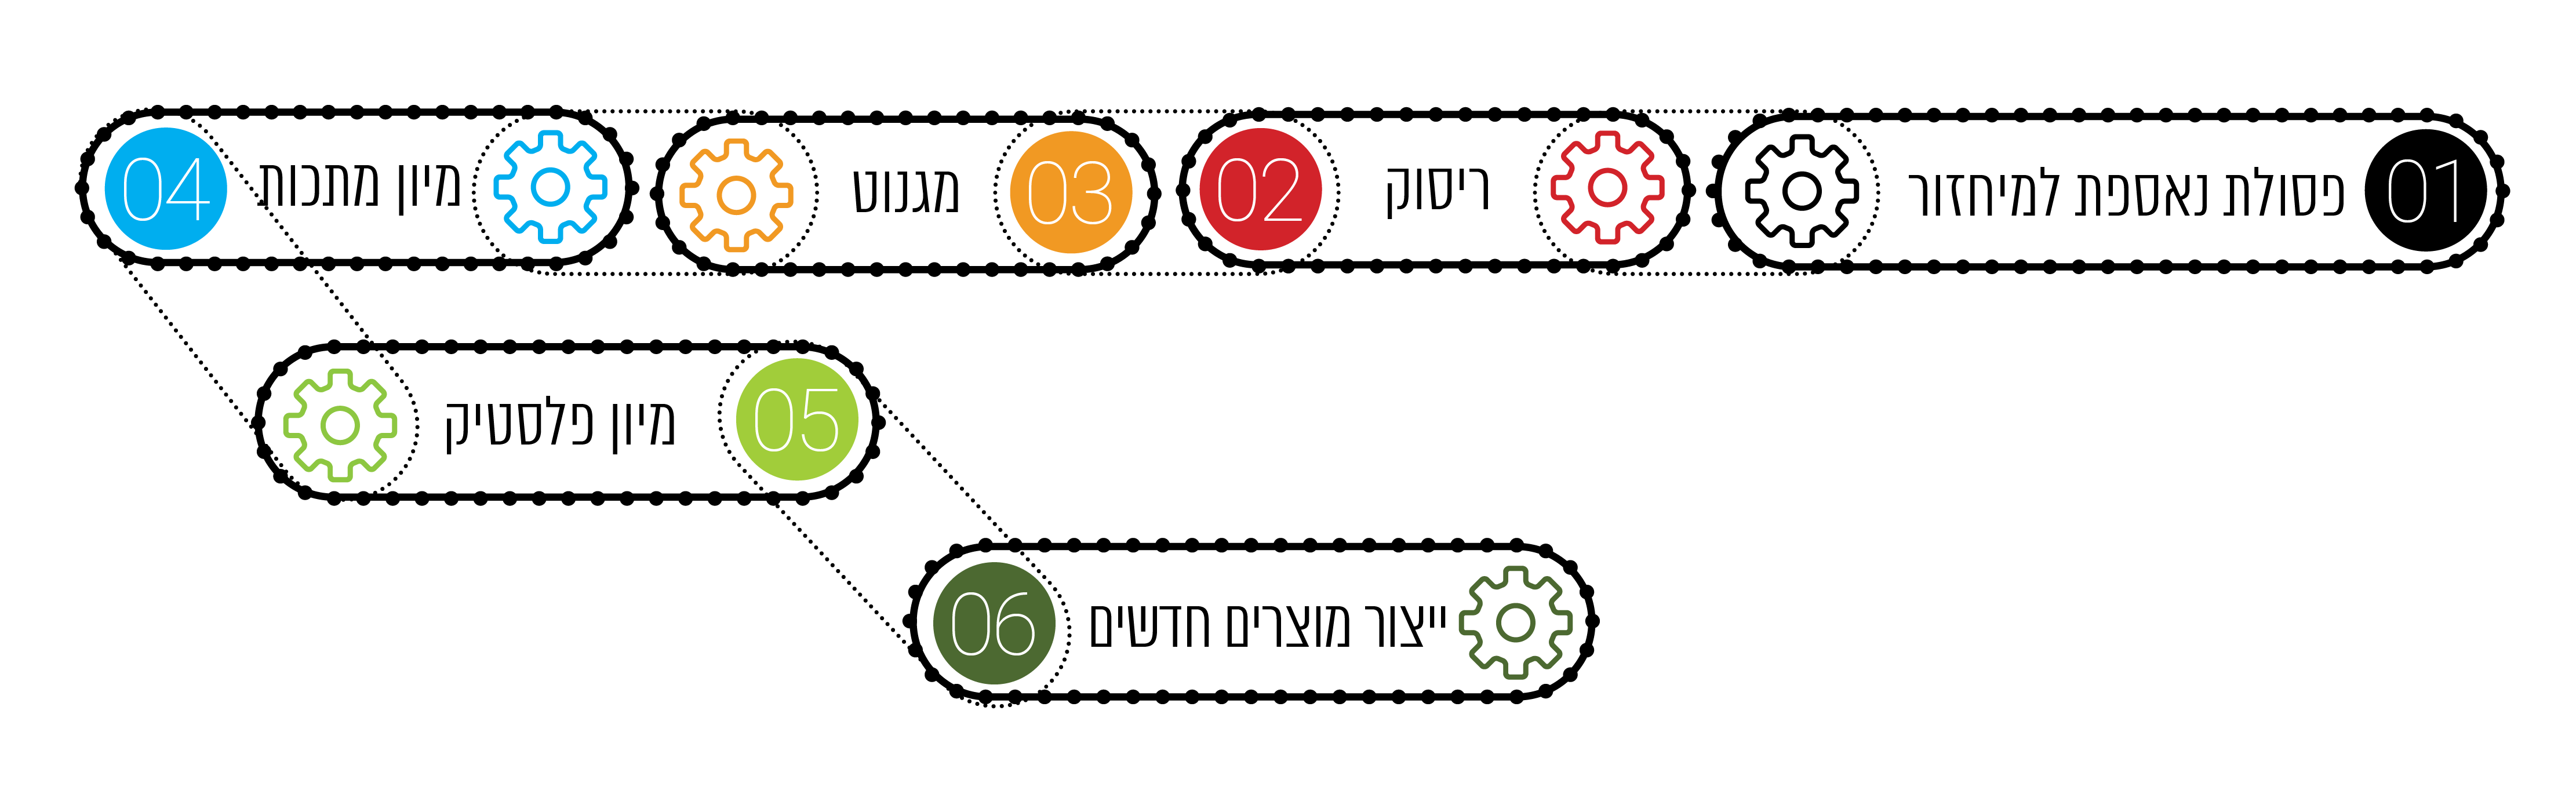 01 פסולת נאספת למיחזור
02 ריסוק
03 מגנוט
04 מיון מתכות
05 מיון פלסטיק
06 ייצור מוצרים חדשים